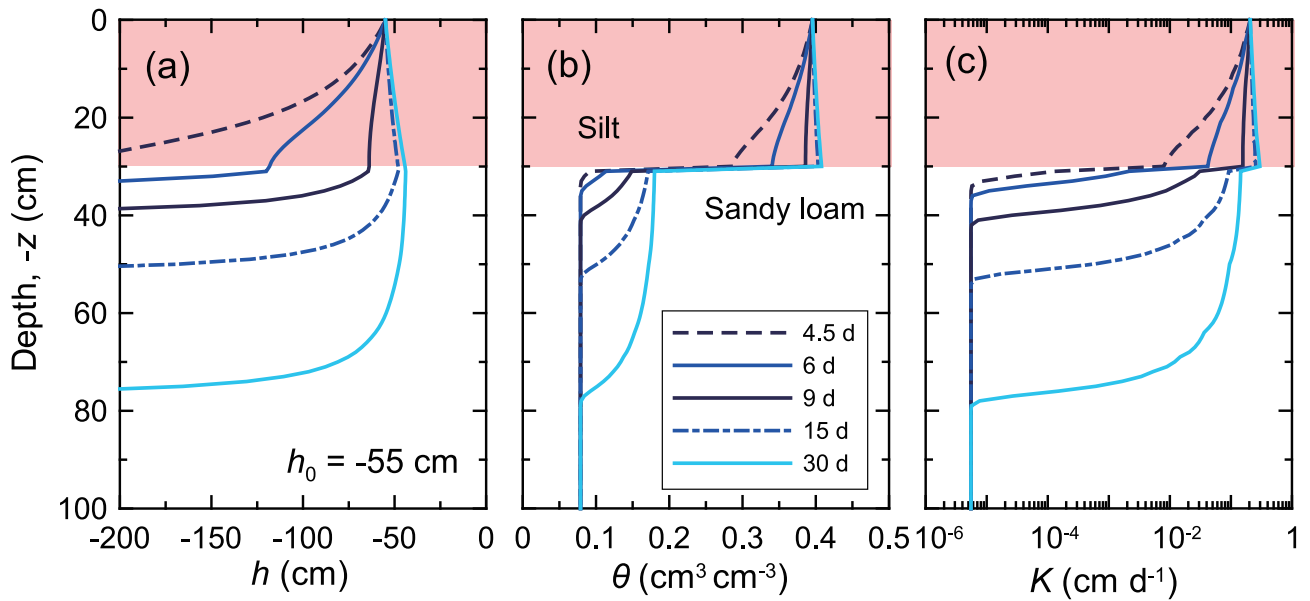 (a)
(b)
(c)
Silt
Sandy loam
h₀ = -55 cm
4.5 d
6 d
9 d
15 d
30 d
Depth, -z (cm)
0
20
40
60
80
100
-200 -150 -100 -50 0
h (cm)
0 0.1 0.2 0.3 0.4 0.5
θ (cm³ cm⁻³)
10⁻⁶ 10⁻⁴ 10⁻² 1
K (cm d⁻¹)